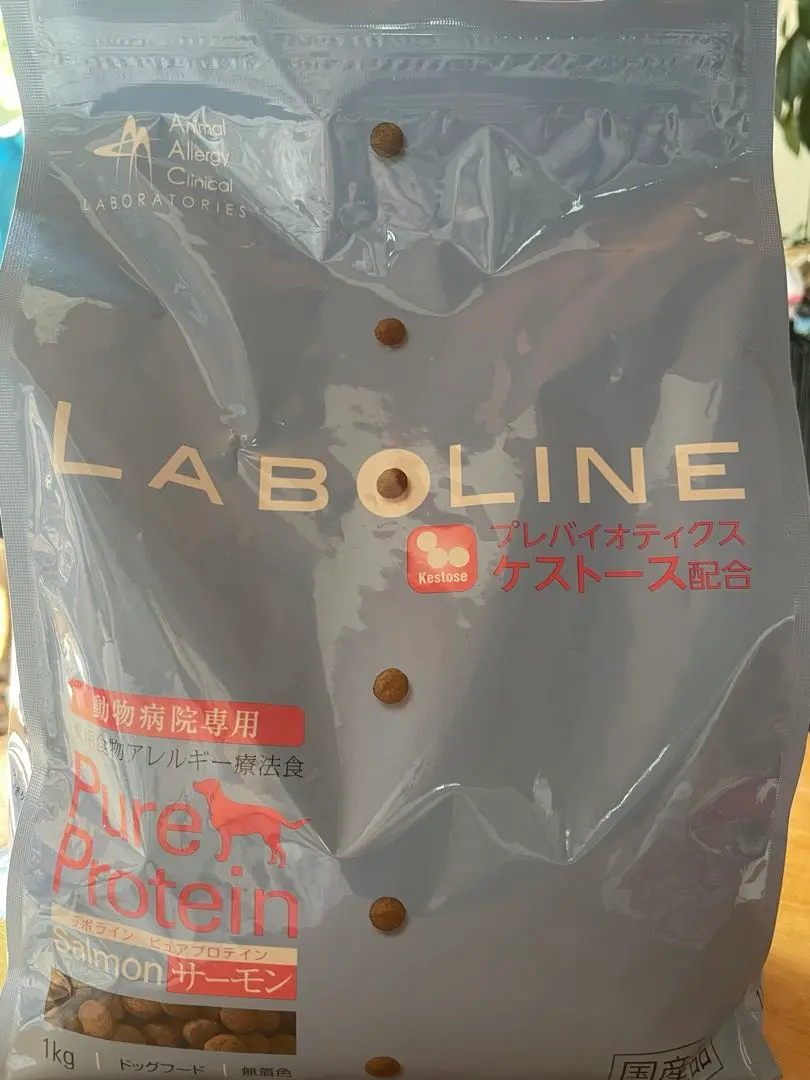 Animal
Allergy
Clinical
LABORATORIES
LABOLINE
プレバイオティクス
ケストース配合
Kestose
動物病院専用
食物アレルギー療法食
Pure
Protein
ラボライン ピュアプロテイン
Salmon サーモン
1kg | ドッグフード | 無着色
国産品